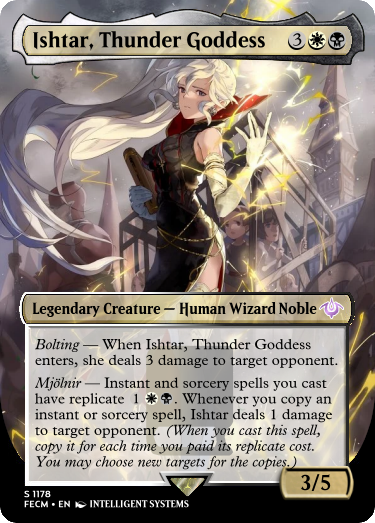 Ishtar, Thunder Goddess 3
Legendary Creature — Human Wizard Noble
Bolting — When Ishtar, Thunder Goddess
enters, she deals 3 damage to target opponent.
Mjölnir — Instant and sorcery spells you cast
have replicate 1 . Whenever you copy an
instant or sorcery spell, Ishtar deals 1 damage
to target opponent. (When you cast this spell,
copy it for each time you paid its replicate cost.
You may choose new targets for the copies.)
3/5
S 1178
FECM • EN INTELLIGENT SYSTEMS